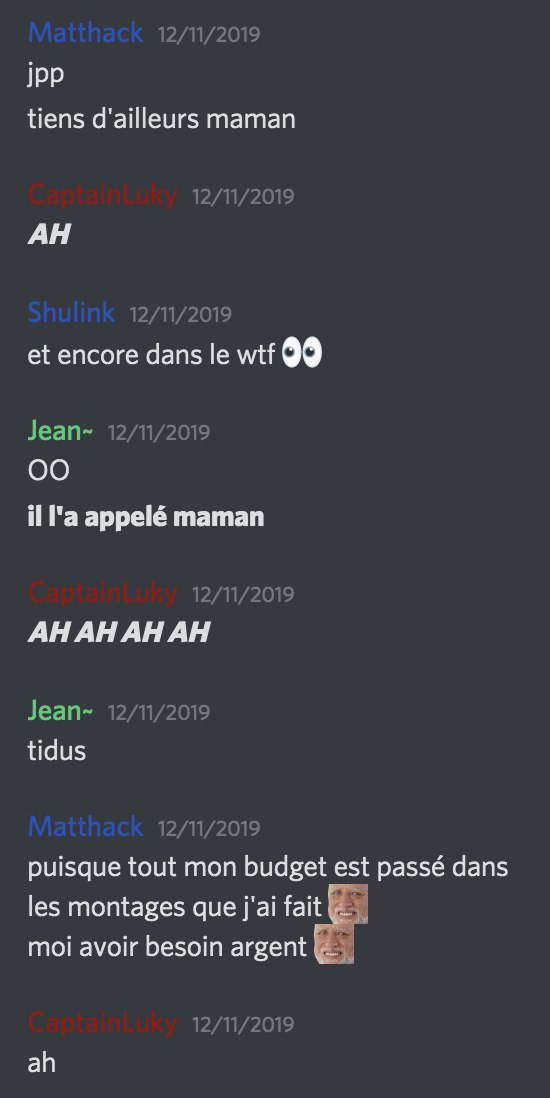 Matthack 12/11/2019
jpp
tiens d'ailleurs maman
CaptainLuky 12/11/2019
AH
Shulink 12/11/2019
et encore dans le wtf 👀
Jean~ 12/11/2019
OO
il l'a appelé maman
CaptainLuky 12/11/2019
AH AH AH AH
Jean~ 12/11/2019
tidus
Matthack 12/11/2019
puisque tout mon budget est passé dans
les montages que j'ai fait
moi avoir besoin argent
CaptainLuky 12/11/2019
ah